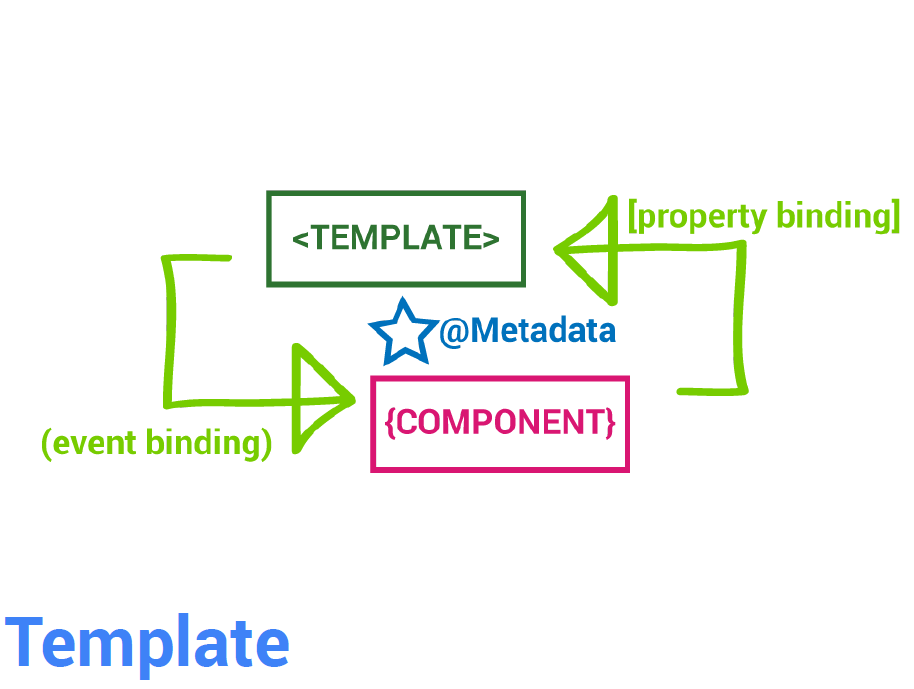 [property binding]
<TEMPLATE>
@Metadata
{COMPONENT}
(event binding)
Template